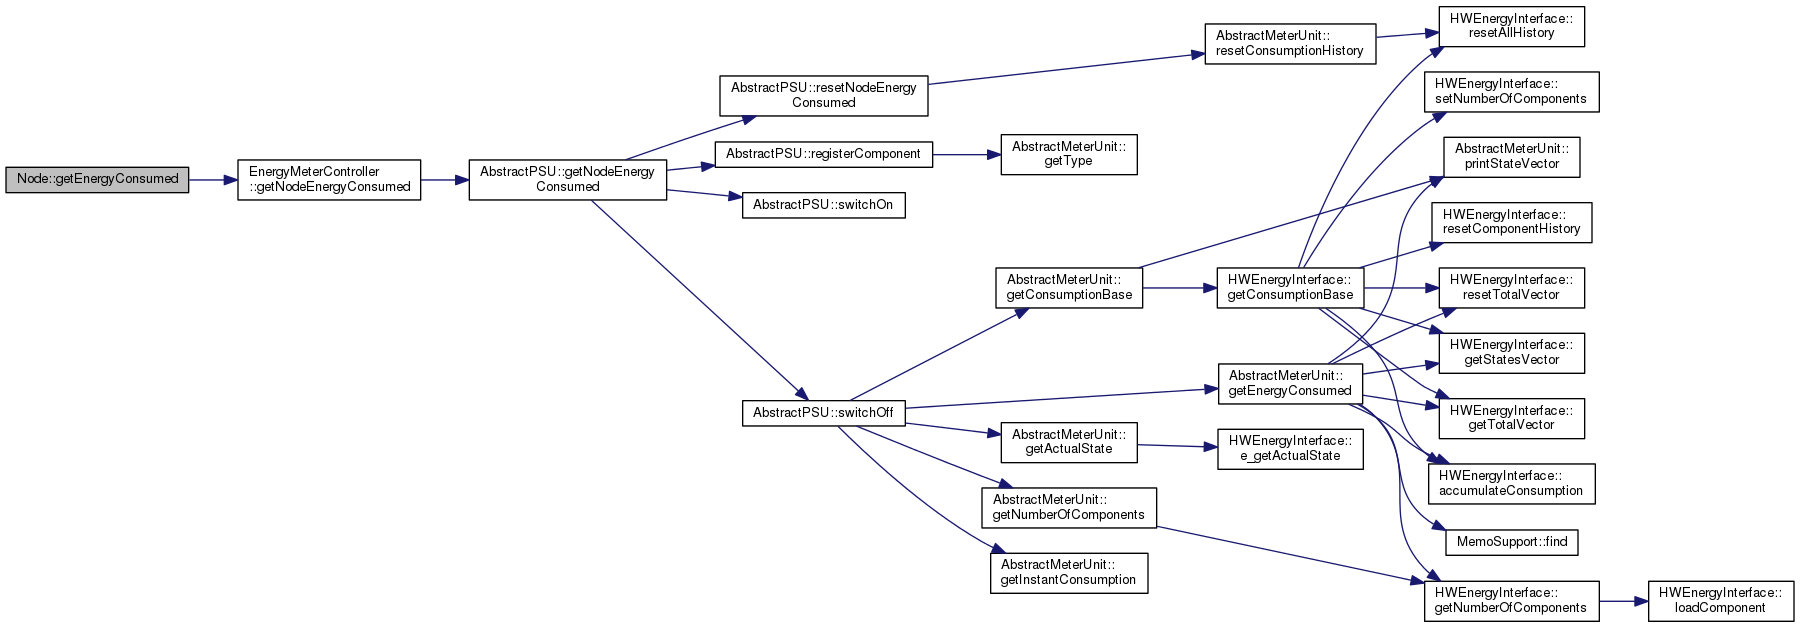 Node::getEnergyConsumed
EnergyMeterController
::getNodeEnergyConsumed
AbstractPSU::getNodeEnergy
Consumed
AbstractPSU::resetNodeEnergy
Consumed
AbstractPSU::registerComponent
AbstractPSU::switchOn
AbstractPSU::switchOff
AbstractMeterUnit::
resetConsumptionHistory
AbstractMeterUnit::
getType
AbstractMeterUnit::
getConsumptionBase
HWEnergyInterface::
getConsumptionBase
AbstractMeterUnit::
getEnergyConsumed
AbstractMeterUnit::
getActualState
HWEnergyInterface::
e_getActualState
AbstractMeterUnit::
getNumberOfComponents
AbstractMeterUnit::
getInstantConsumption
HWEnergyInterface::
resetAllHistory
HWEnergyInterface::
setNumberOfComponents
AbstractMeterUnit::
printStateVector
HWEnergyInterface::
resetComponentHistory
HWEnergyInterface::
resetTotalVector
HWEnergyInterface::
getStatesVector
HWEnergyInterface::
getTotalVector
HWEnergyInterface::
accumulateConsumption
MemoSupport::find
HWEnergyInterface::
getNumberOfComponents
HWEnergyInterface::
loadComponent